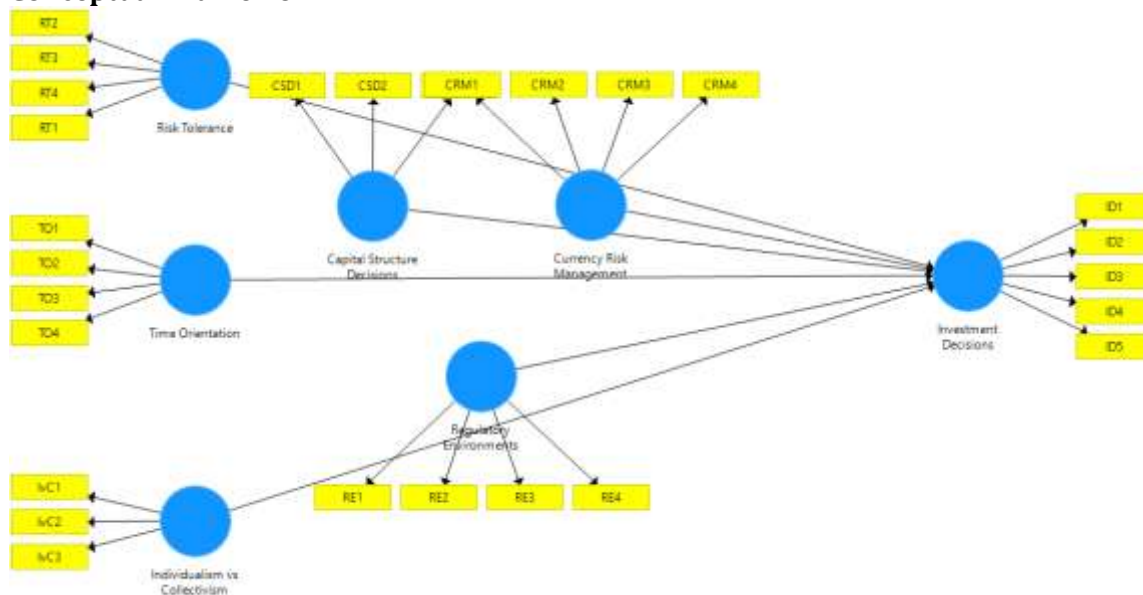 RT2
RT3
RT4
RT1
Risk Tolerance
CSD1
CSD2
CRM1
CRM2
CRM3
CRM4
Capital Structure
Decisions
Currency Risk
Management
TO1
TO2
TO3
TO4
Time Orientation
ID1
ID2
ID3
ID4
ID5
Investment
Decisions
Regulatory
Environments
RE1
RE2
RE3
RE4
IvC1
IvC2
IvC3
Individualism vs
Collectivism